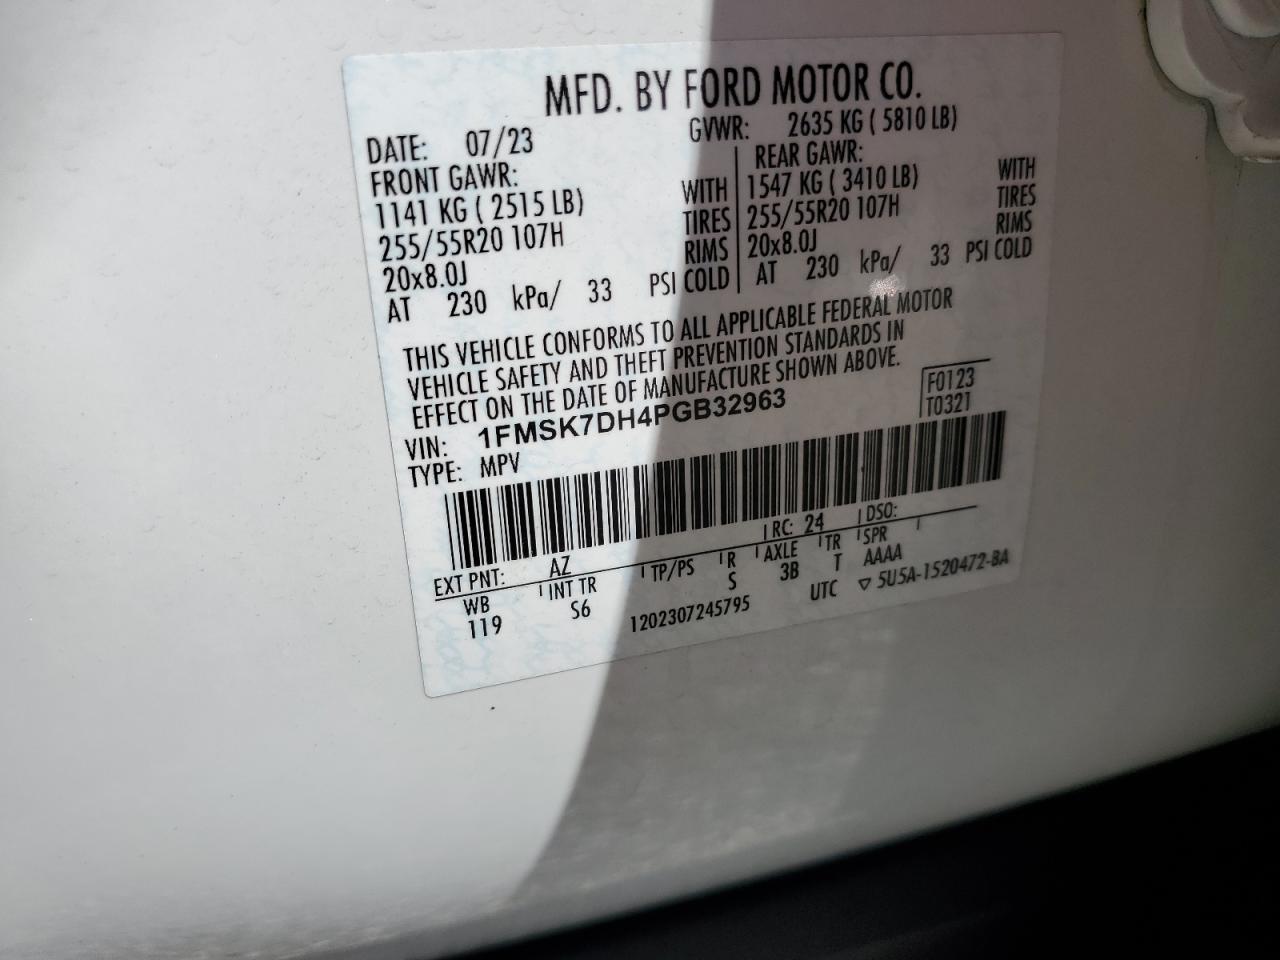 MFD. BY FORD MOTOR CO.
DATE: 07/23 GVWR: 2635 KG ( 5810 LB)
FRONT GAWR: REAR GAWR:
1141 KG ( 2515 LB) WITH 1547 KG ( 3410 LB) WITH
255/55R20 107H TIRES 255/55R20 107H TIRES
20x8.0J RIMS 20x8.0J RIMS
AT 230 kPa/ 33 PSI COLD AT 230 kPa/ 33 PSI COLD
THIS VEHICLE CONFORMS TO ALL APPLICABLE FEDERAL MOTOR
VEHICLE SAFETY AND THEFT PREVENTION STANDARDS IN
EFFECT ON THE DATE OF MANUFACTURE SHOWN ABOVE.
F0123
VIN: 1FMSK7DH4PGB32963 T0321
TYPE: MPV
EXT PNT: AZ RC: 24 DSO:
WB INT TR TP/PS R AXLE TR SPR
119 S6 S 3B T AAAA
1202307245795 UTC ▽ 5U5A-1520472-BA